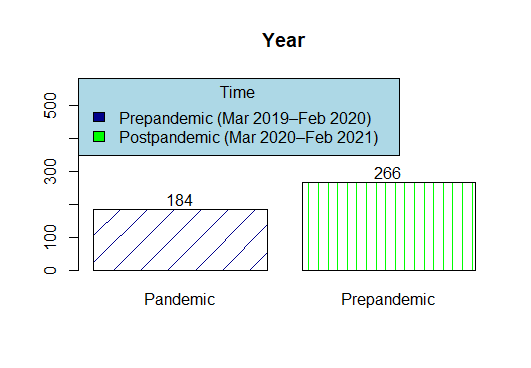 Year
Time
Prepandemic (Mar 2019–Feb 2020)
Postpandemic (Mar 2020–Feb 2021)
500
300
100
0
184
266
Pandemic
Prepandemic